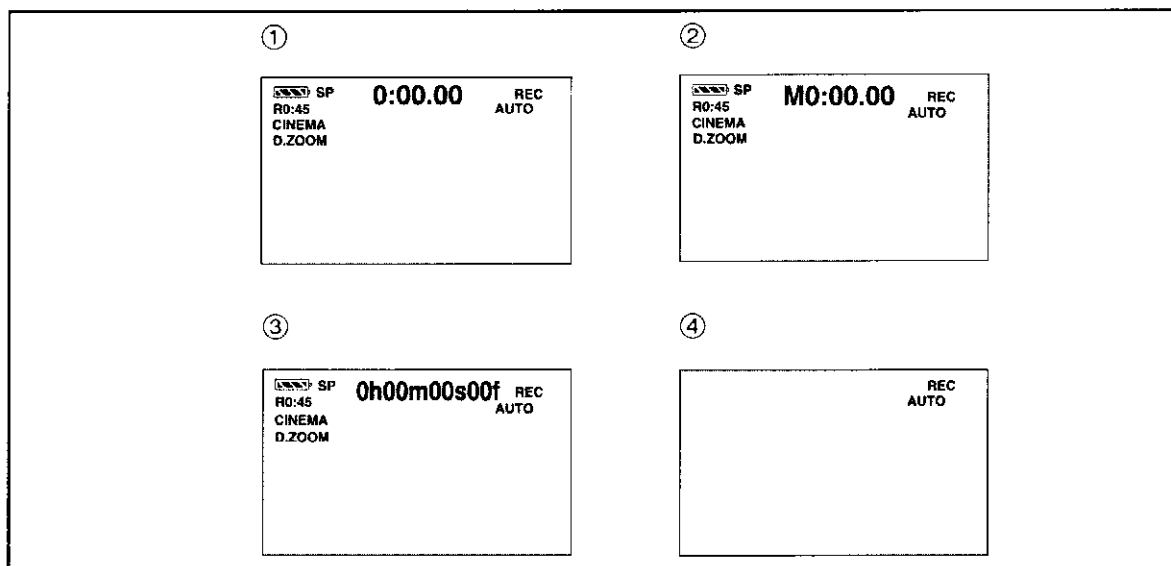 ①
SP 0:00.00 REC
R0:45 AUTO
CINEMA
D.ZOOM
②
SP M0:00.00 REC
R0:45 AUTO
CINEMA
D.ZOOM
③
SP 0h00m00s00f REC
R0:45 AUTO
CINEMA
D.ZOOM
④
REC
AUTO